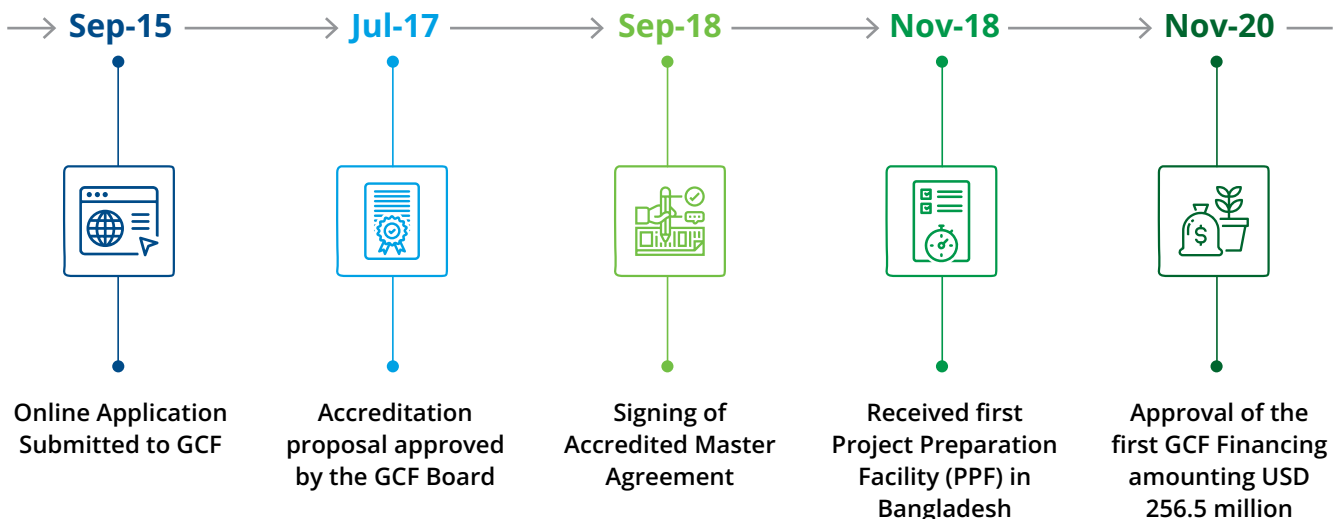 Sep-15
Jul-17
Sep-18
Nov-18
Nov-20
$
Online Application
Submitted to GCF
Accreditation
proposal approved
by the GCF Board
Signing of
Accredited Master
Agreement
Received first
Project Preparation
Facility (PPF) in
Bangladesh
Approval of the
first GCF Financing
amounting USD
256.5 million